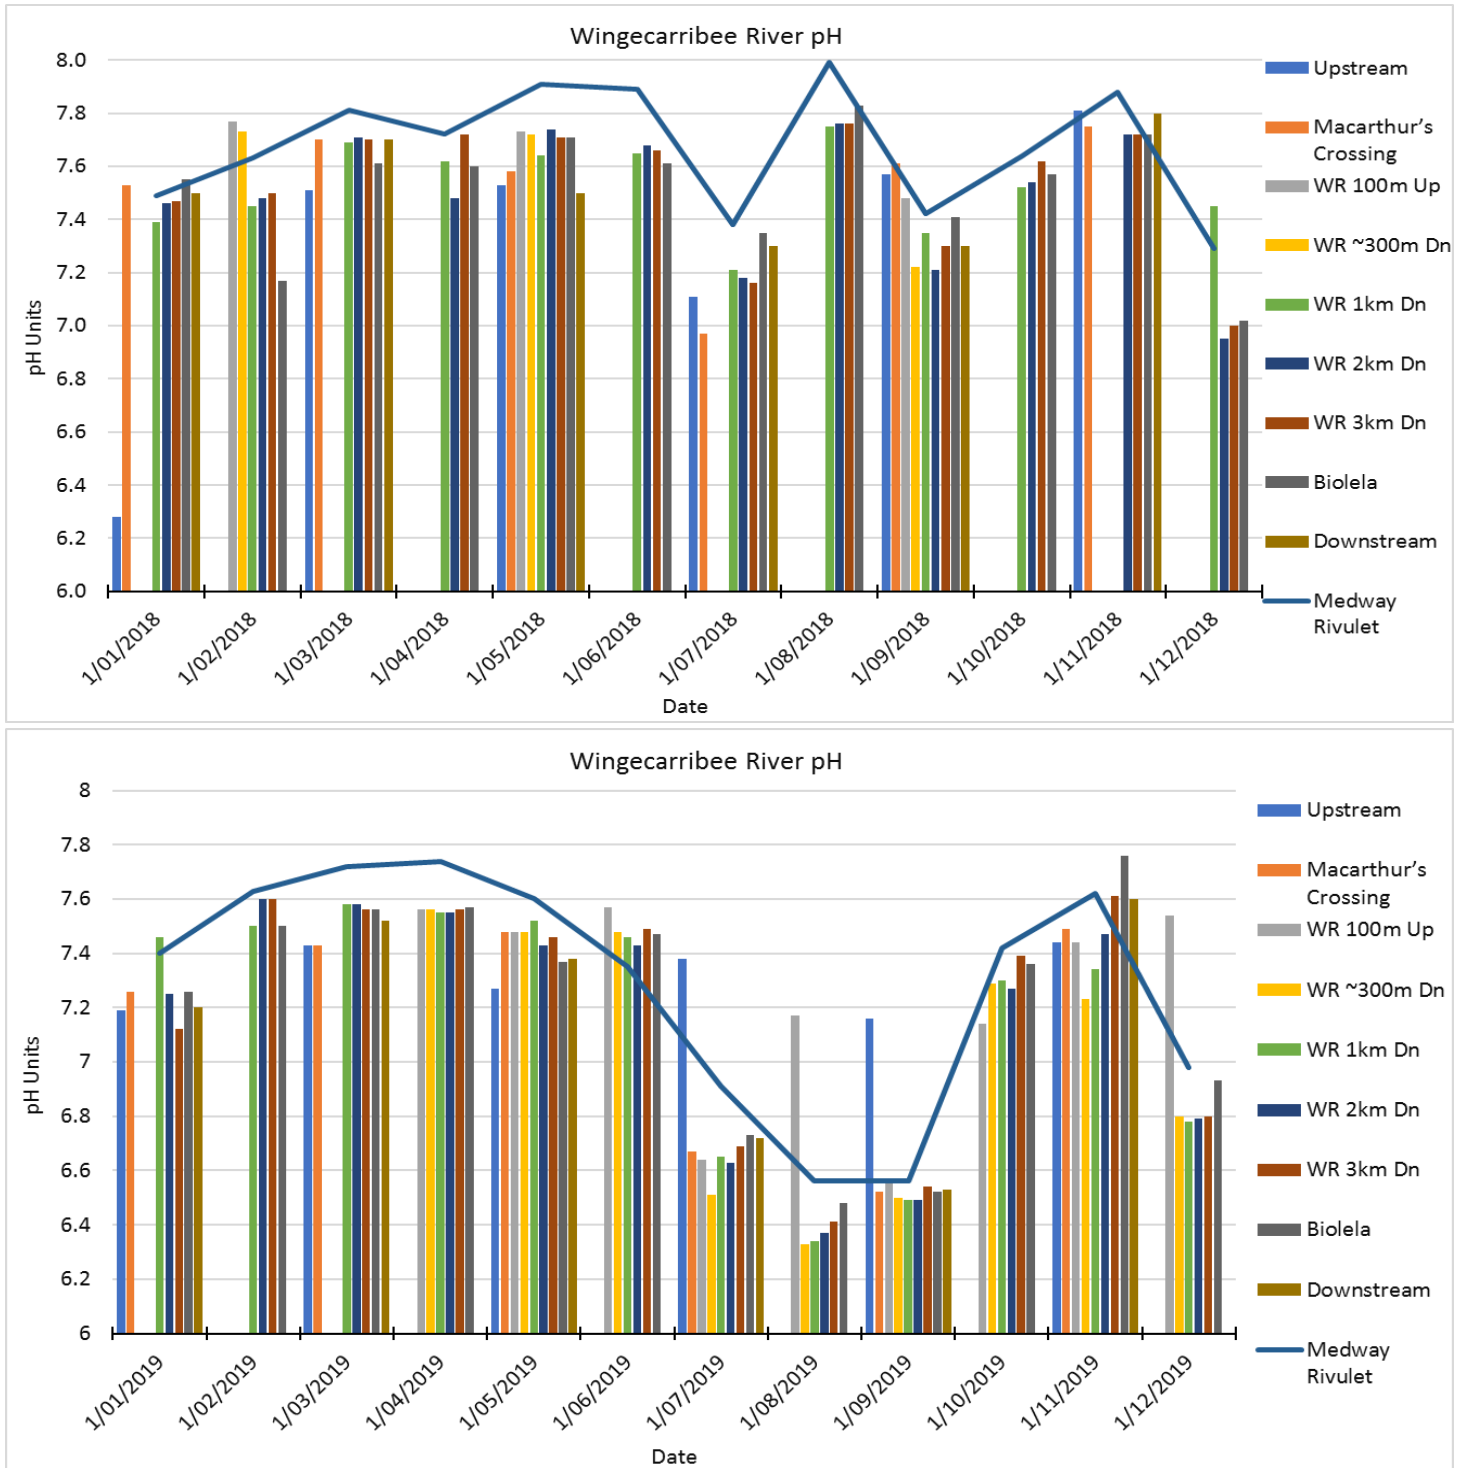 Wingecarribee River pH
8.0
7.8
7.6
7.4
7.2
7.0
6.8
6.6
6.4
6.2
6.0
pH Units
1/01/2018
1/02/2018
1/03/2018
1/04/2018
1/05/2018
1/06/2018
1/07/2018
1/08/2018
1/09/2018
1/10/2018
1/11/2018
1/12/2018
Date
Upstream
Macarthur's
Crossing
WR 100m Up
WR ~300m Dn
WR 1km Dn
WR 2km Dn
WR 3km Dn
Biolela
Downstream
Medway
Rivulet
Wingecarribee River pH
8
7.8
7.6
7.4
7.2
7
6.8
6.6
6.4
6.2
6
pH Units
1/01/2019
1/02/2019
1/03/2019
1/04/2019
1/05/2019
1/06/2019
1/07/2019
1/08/2019
1/09/2019
1/10/2019
1/11/2019
1/12/2019
Date
Upstream
Macarthur's
Crossing
WR 100m Up
WR ~300m Dn
WR 1km Dn
WR 2km Dn
WR 3km Dn
Biolela
Downstream
Medway
Rivulet